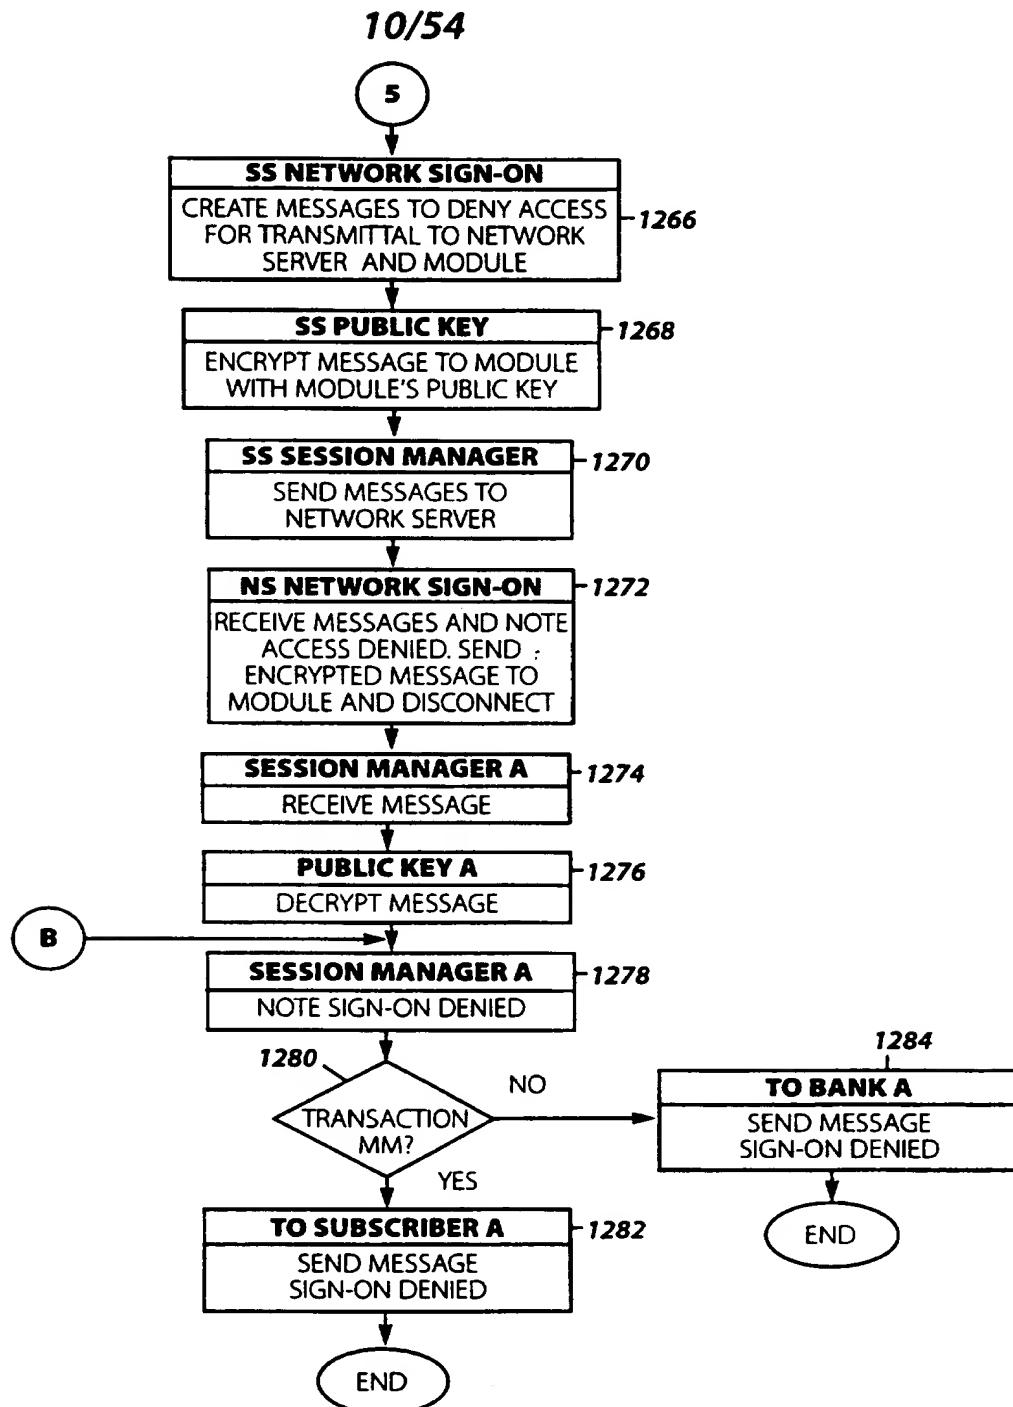 10/54
5
SS NETWORK SIGN-ON
CREATE MESSAGES TO DENY ACCESS
FOR TRANSMITTAL TO NETWORK
SERVER AND MODULE
1266
SS PUBLIC KEY
1268
ENCRYPT MESSAGE TO MODULE
WITH MODULE'S PUBLIC KEY
SS SESSION MANAGER
1270
SEND MESSAGES TO
NETWORK SERVER
NS NETWORK SIGN-ON
1272
RECEIVE MESSAGES AND NOTE
ACCESS DENIED. SEND
ENCRYPTED MESSAGE TO
MODULE AND DISCONNECT
SESSION MANAGER A
1274
RECEIVE MESSAGE
PUBLIC KEY A
1276
DECRYPT MESSAGE
B
SESSION MANAGER A
1278
NOTE SIGN-ON DENIED
1280
TRANSACTION
MM?
NO
YES
1284
TO BANK A
SEND MESSAGE
SIGN-ON DENIED
END
TO SUBSCRIBER A
1282
SEND MESSAGE
SIGN-ON DENIED
END